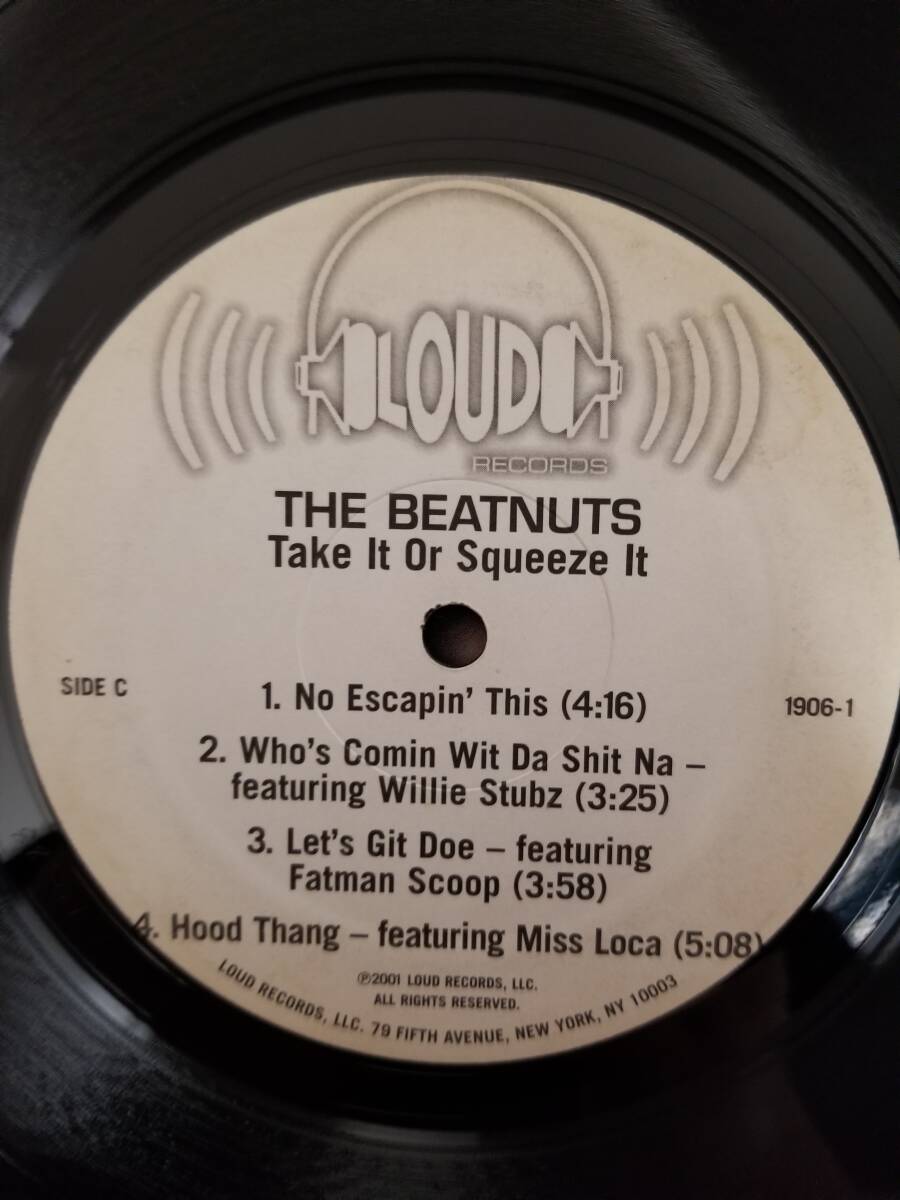 LOUD
RECORDS
THE BEATNUTS
Take It Or Squeeze It
SIDE C
1906-1
1. No Escapin' This (4:16)
2. Who's Comin Wit Da Shit Na –
featuring Willie Stubz (3:25)
3. Let's Git Doe – featuring
Fatman Scoop (3:58)
4. Hood Thang – featuring Miss Loca (5:08)
℗2001 LOUD RECORDS, LLC.
ALL RIGHTS RESERVED.
LOUD RECORDS, LLC. 79 FIFTH AVENUE, NEW YORK, NY 10003